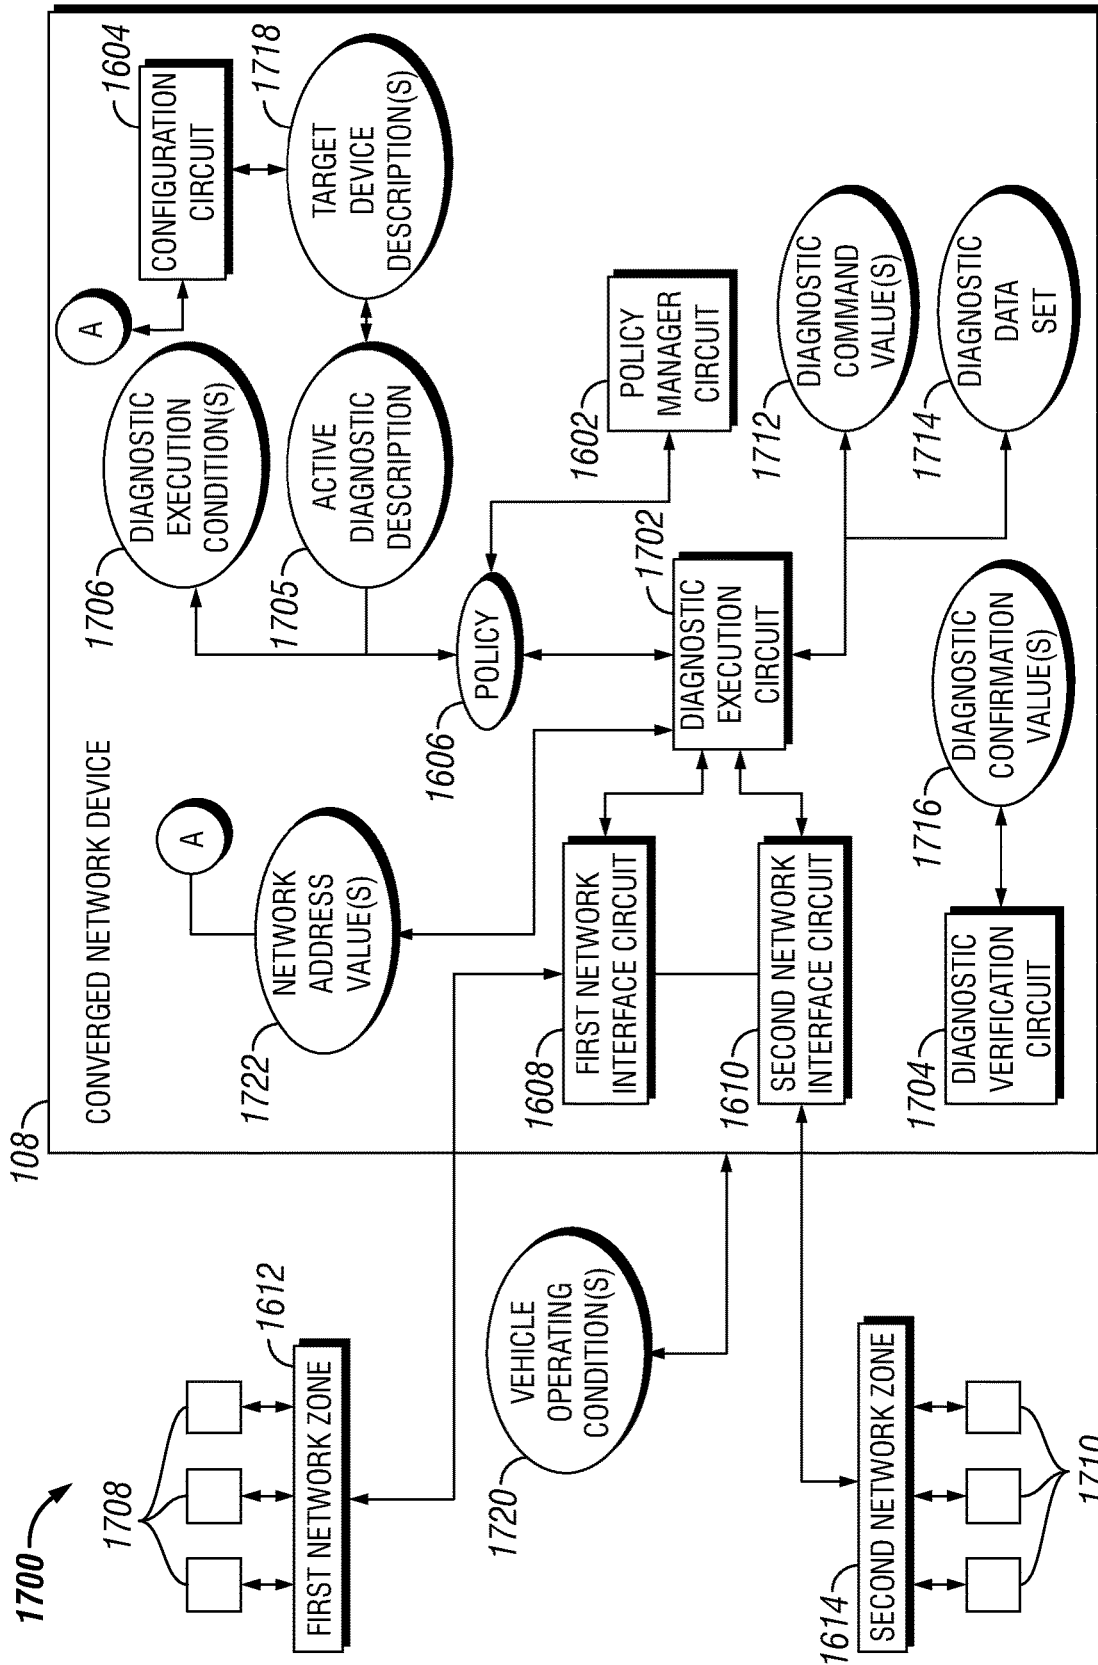 1700
108
CONVERGED NETWORK DEVICE
1708
FIRST NETWORK ZONE
1612
VEHICLE
OPERATING
CONDITION(S)
1720
1614
SECOND NETWORK ZONE
1710
A
NETWORK
ADDRESS
VALUE(S)
1722
1608
FIRST NETWORK
INTERFACE CIRCUIT
1610
SECOND NETWORK
INTERFACE CIRCUIT
1704
DIAGNOSTIC
VERIFICATION
CIRCUIT
1716
DIAGNOSTIC
CONFIRMATION
VALUE(S)
1706
DIAGNOSTIC
EXECUTION
CONDITION(S)
1705
ACTIVE
DIAGNOSTIC
DESCRIPTION
1606
POLICY
1702
DIAGNOSTIC
EXECUTION
CIRCUIT
A
1604
CONFIGURATION
CIRCUIT
1718
TARGET
DEVICE
DESCRIPTION(S)
1602
POLICY
MANAGER
CIRCUIT
1712
DIAGNOSTIC
COMMAND
VALUE(S)
1714
DIAGNOSTIC
DATA
SET